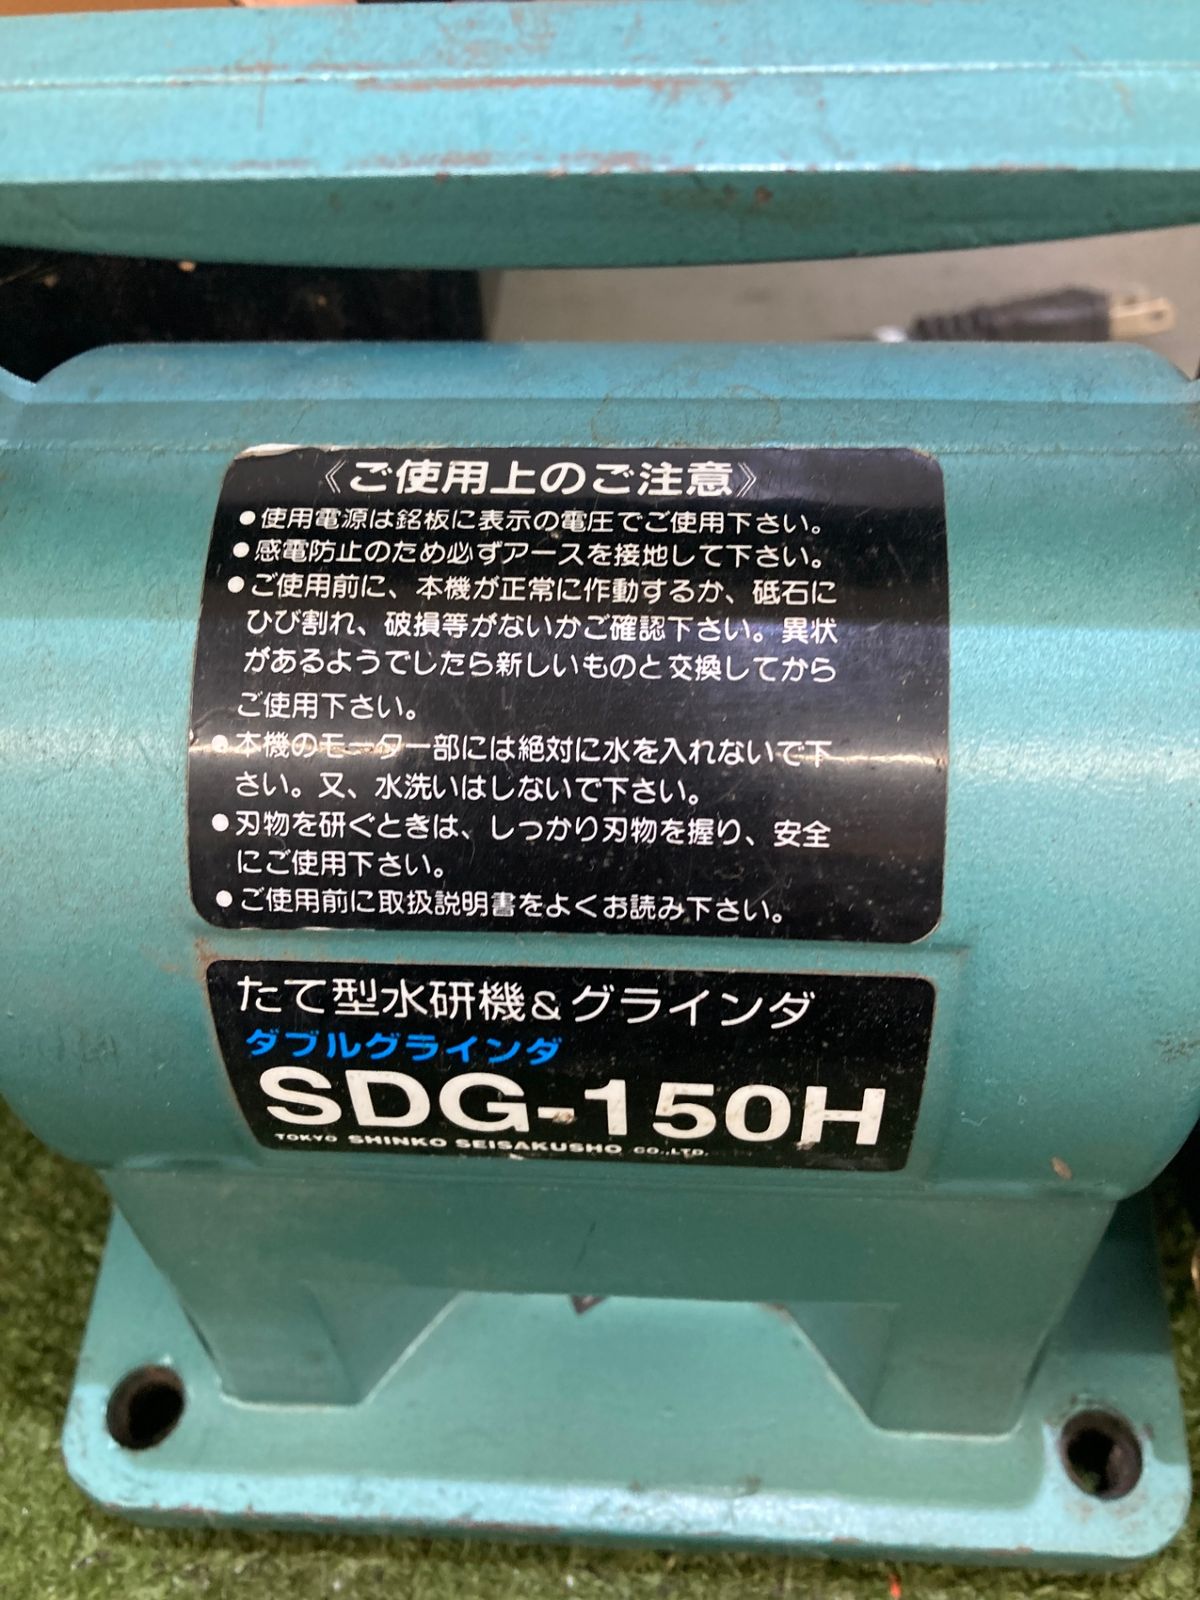 《ご使用上のご注意》
●使用電源は銘板に表示の電圧でご使用下さい。
●感電防止のため必ずアースを接地して下さい。
●ご使用前に、本機が正常に作動するか、砥石に
ひび割れ、破損等がないかご確認下さい。異状
があるようでしたら新しいものと交換してから
ご使用下さい。
●本機のモーター部には絶対に水を入れないで下
さい。又、水洗いはしないで下さい。
●刃物を研ぐときは、しっかり刃物を握り、安全
にご使用下さい。
●ご使用前に取扱説明書をよくお読み下さい。
たて型水研機&グラインダ
ダブルグラインダ
SDG-150H
TOKYO SHINKO SEISAKUSHO CO.,LTD.